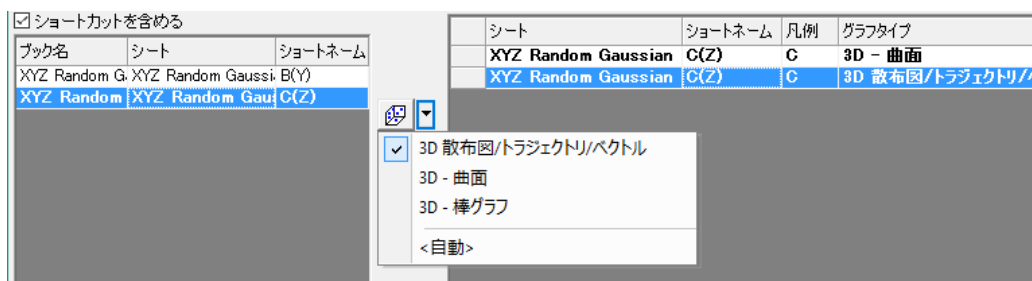 ショートカットを含める
ブック名 シート ショートネーム
XYZ Random G XYZ Random Gaussi B(Y)
XYZ Random XYZ Random Gau C(Z)
シート ショートネーム 凡例 グラフタイプ
XYZ Random Gaussian C(Z) C 3D - 曲面
XYZ Random Gaussian C(Z) C 3D 散布図/トラジェクトリ/ベ
3D 散布図/トラジェクトリ/ベクトル
3D - 曲面
3D - 棒グラフ
<自動>